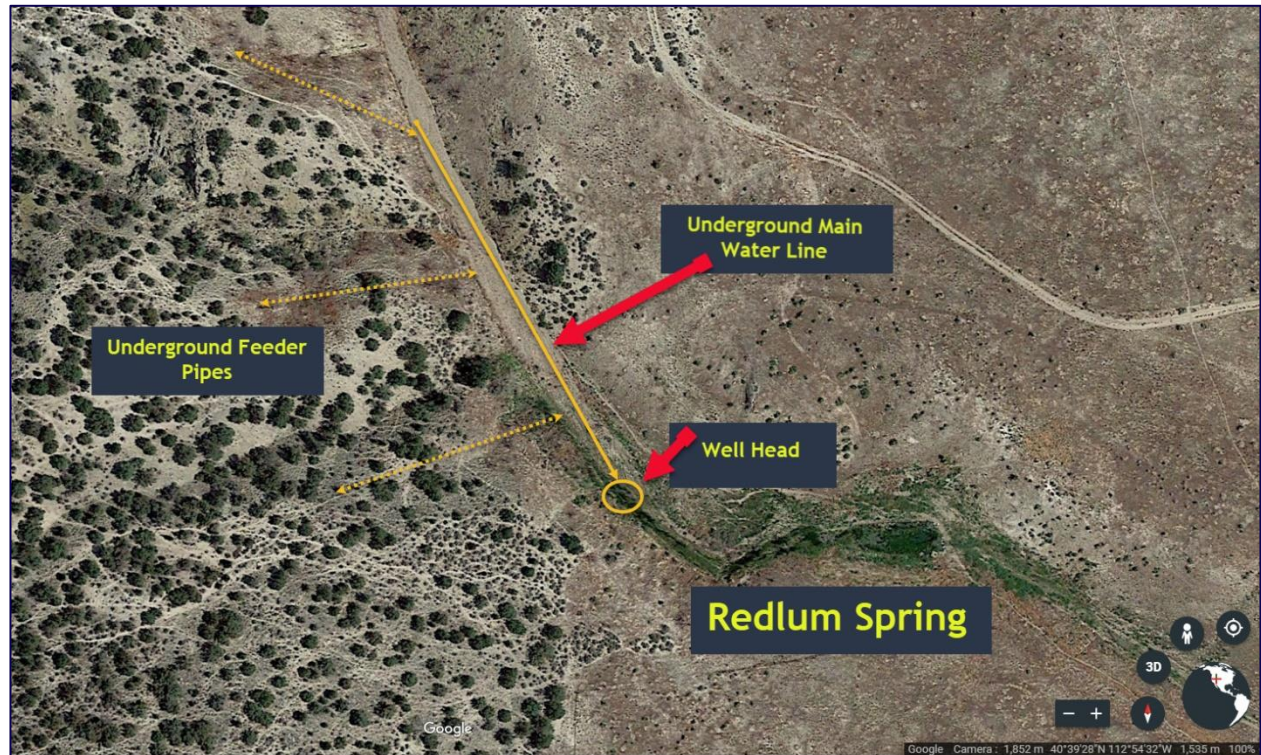 Underground Main
Water Line
Underground Feeder
Pipes
Well Head
Redlum Spring
3D
Google
Google Camera : 1,852 m 40°39'28"N 112°54'32"W 1,535 m 100%